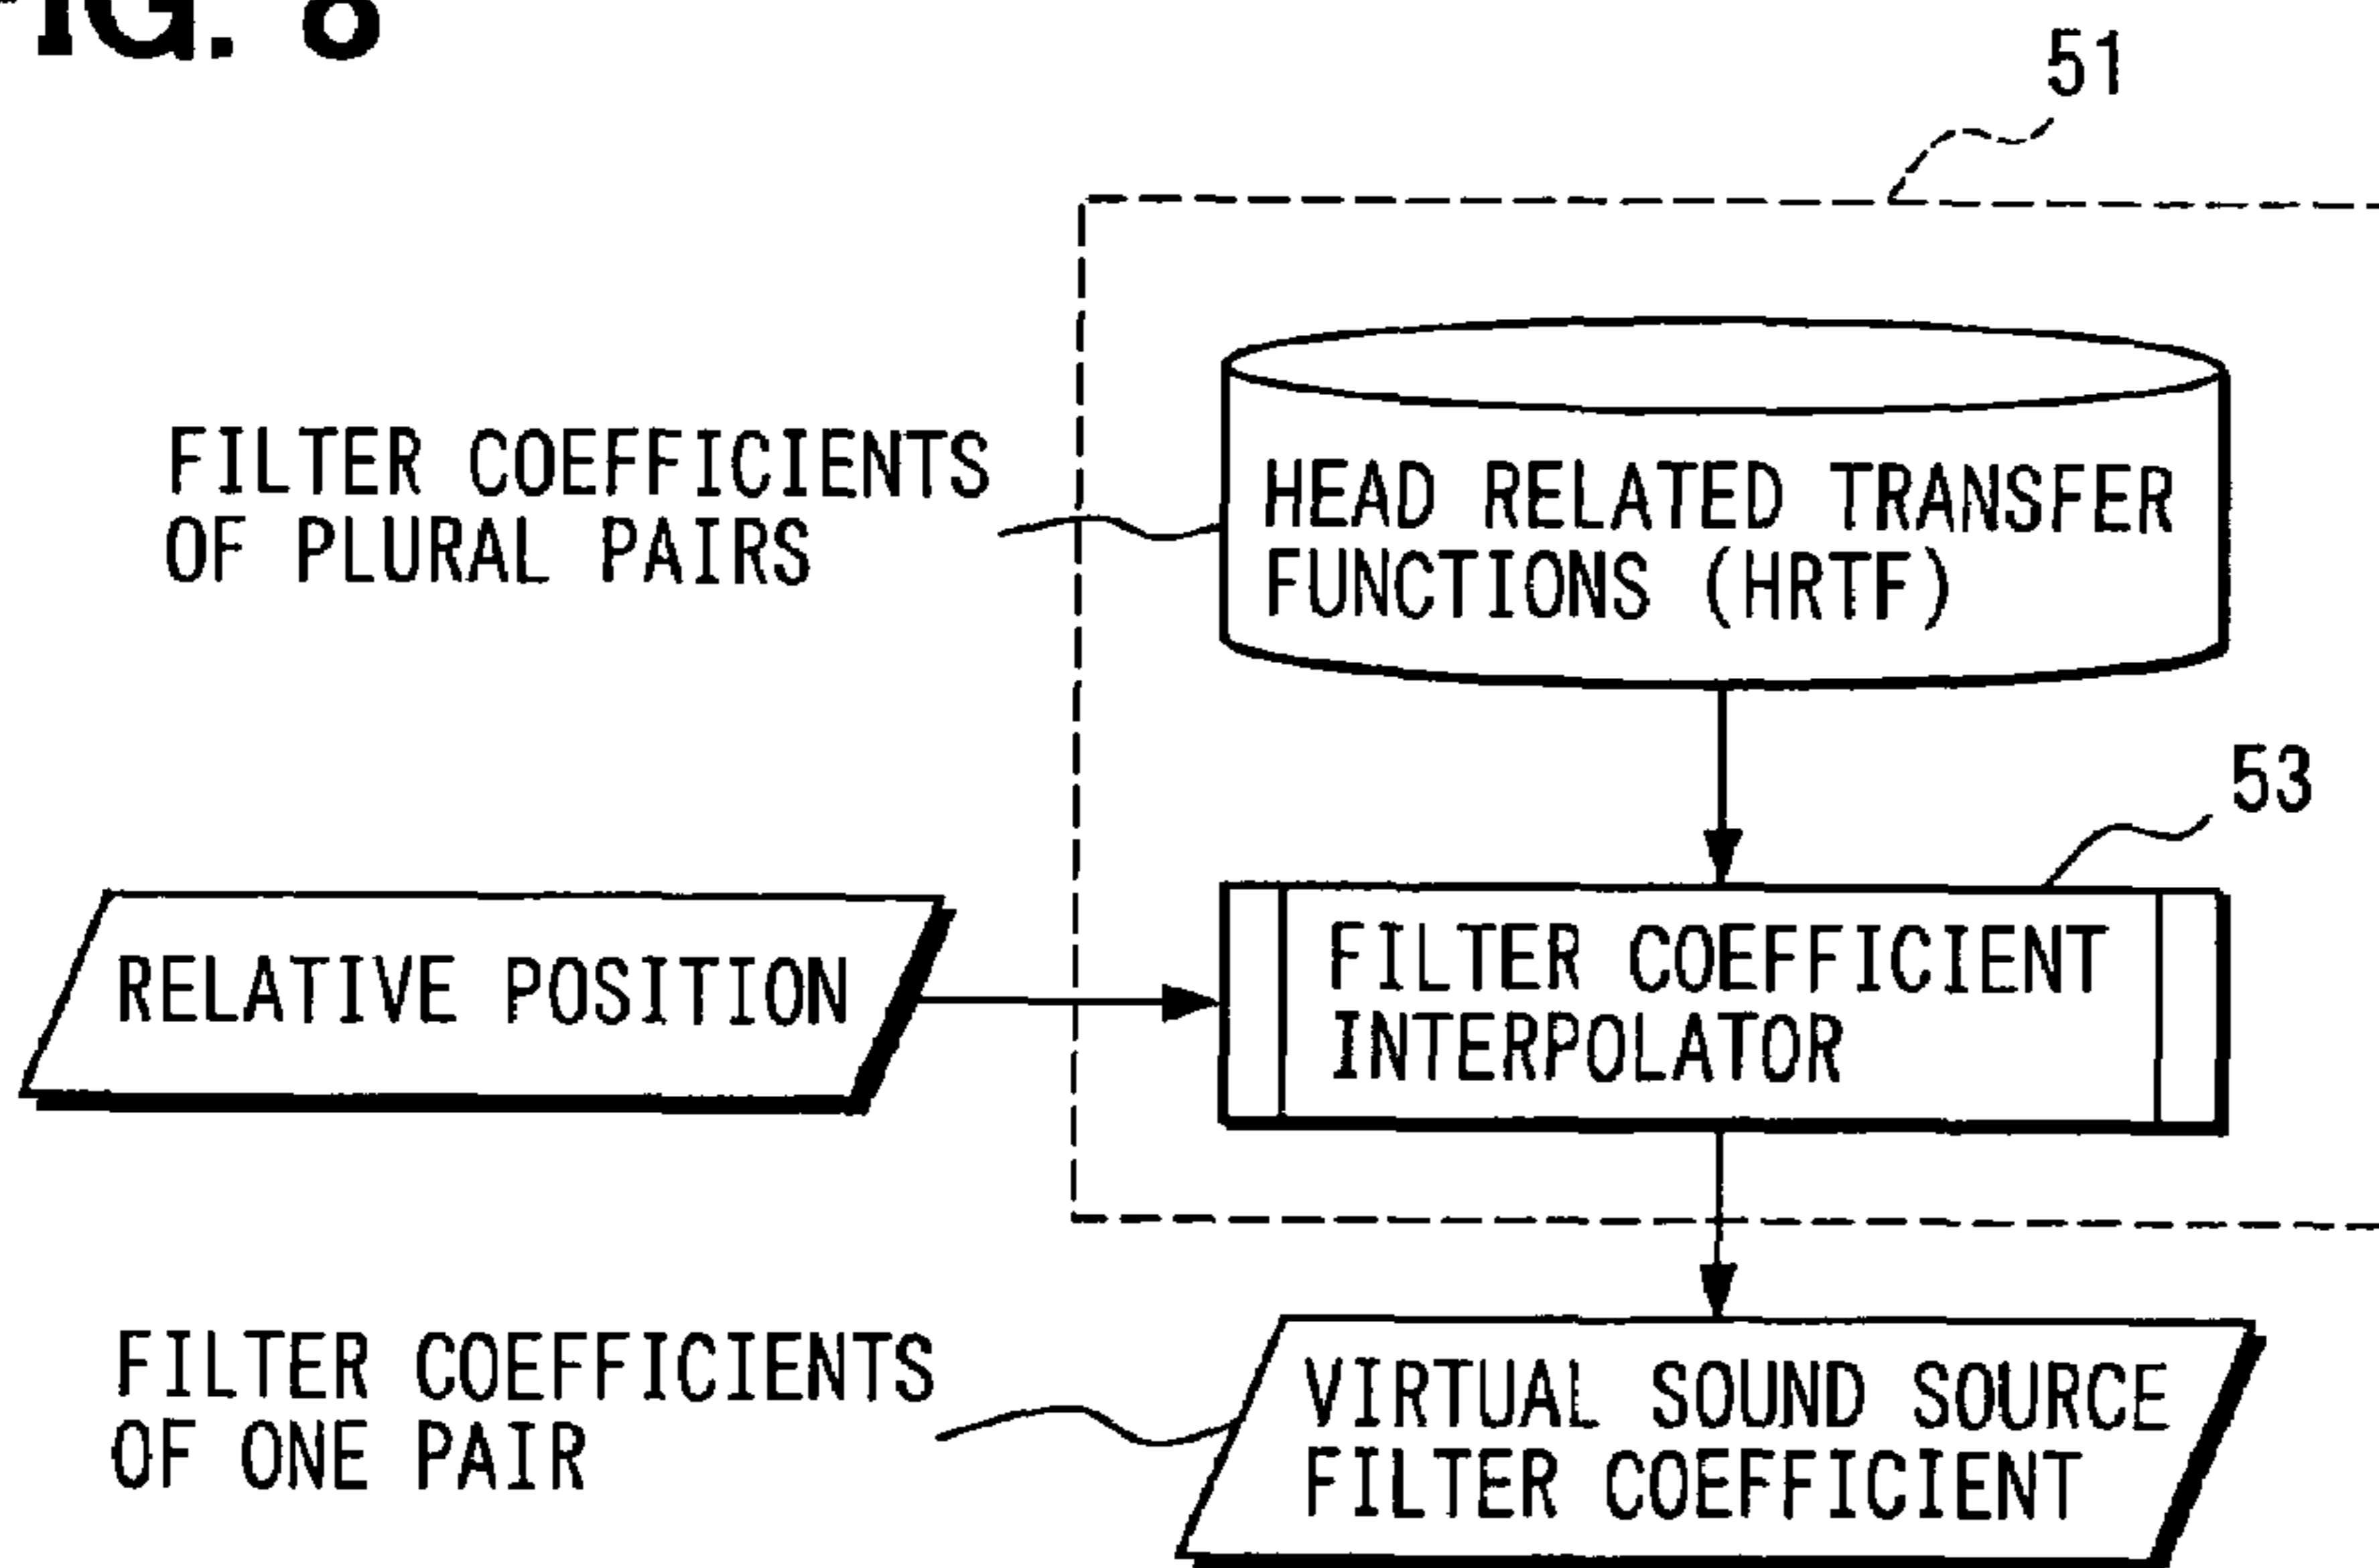 FIG. 8
51
FILTER COEFFICIENTS
OF PLURAL PAIRS
HEAD RELATED TRANSFER
FUNCTIONS (HRTF)
53
RELATIVE POSITION
FILTER COEFFICIENT
INTERPOLATOR
FILTER COEFFICIENTS
OF ONE PAIR
VIRTUAL SOUND SOURCE
FILTER COEFFICIENT